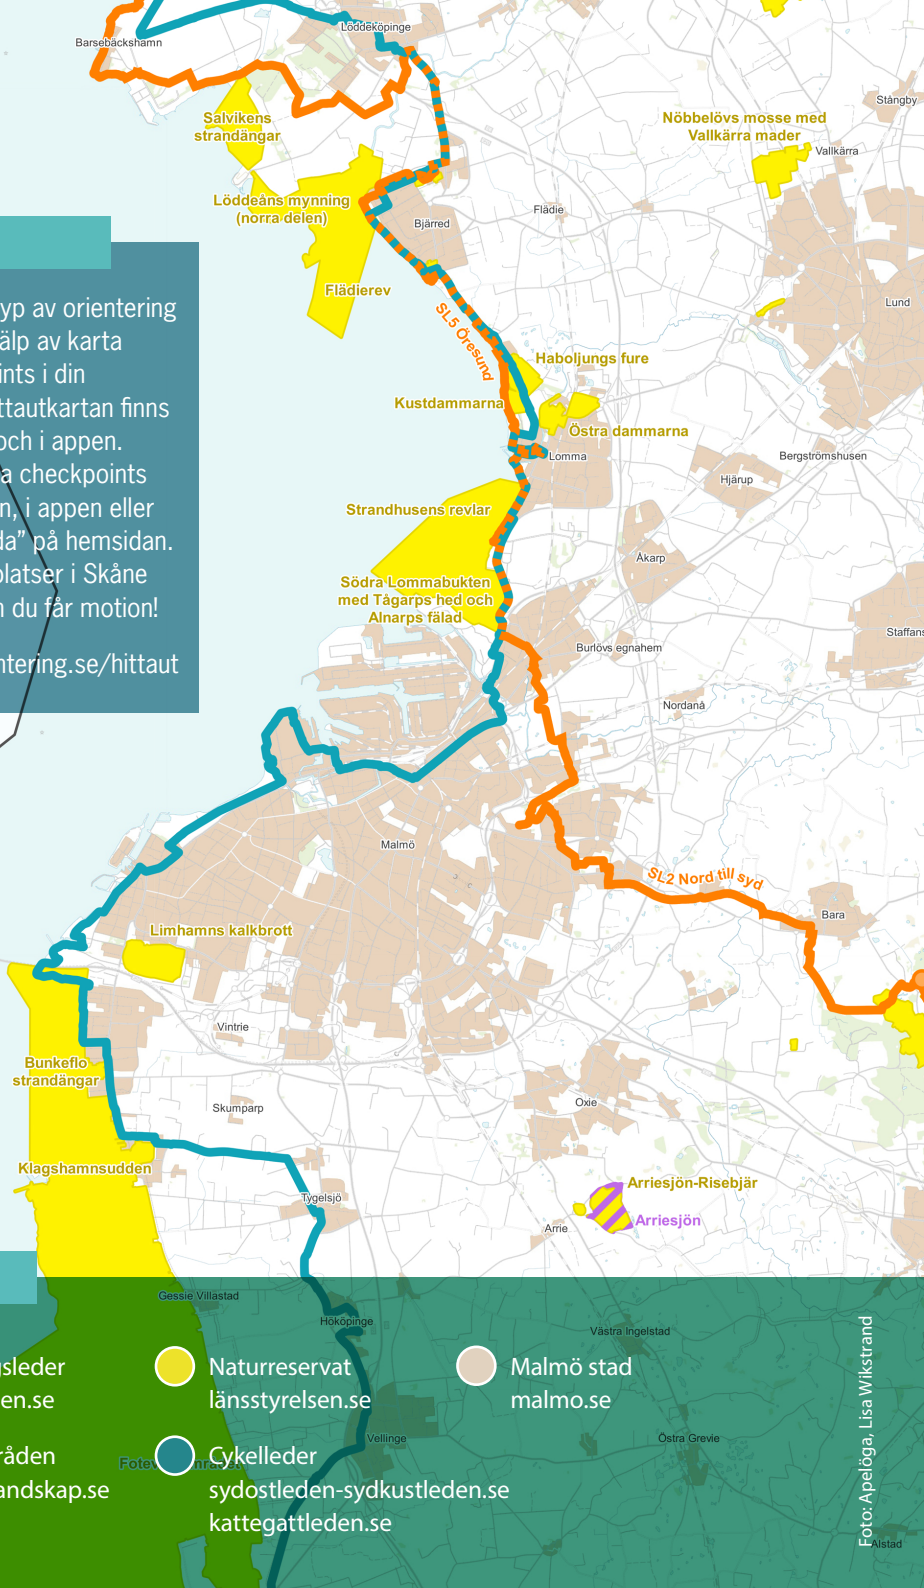 Löddeköpinge
Barsebäckshamn
Stångby
Salvikens
strandängar
Nöbbelövs mosse med
Vallkärra mader
Vallkärra
Löddeåns mynning
(norra delen)
Flädie
Bjärred
Flädierev
Lund
SL5 Öresund
yp av orientering
älp av karta
ints i din
ttautkartan finns
och i appen.
a checkpoints
n, i appen eller
da” på hemsidan.
platser i Skåne
n du får motion!
ntering.se/hittaut
Haboljungs fure
Kustdammarna
Östra dammarna
Lomma
Bergströmshusen
Hjärup
Strandhusens revlar
Åkarp
Södra Lommabukten
med Tågarps hed och
Alnarps fälad
Staffans
Burlövs egnahem
Nordanå
Malmö
SL2 Nord till syd
Bara
Limhamns kalkbrott
Vintrie
Bunkeflo
strandängar
Skumparp
Oxie
Klagshamnsudden
Tygelsjö
Arriesjön-Risebjär
Arriesjön
Arrie
Gessie Villastad
Hököpinge
Västra Ingelstad
Vellinge
Östra Grevie
Alstad
gsleder
en.se
råden
andskap.se
Naturreservat
länsstyrelsen.se
Cykelleder
sydostleden-sydkustleden.se
kattegattleden.se
Malmö stad
malmo.se
Foto: Apelöga, Lisa Wikstrand